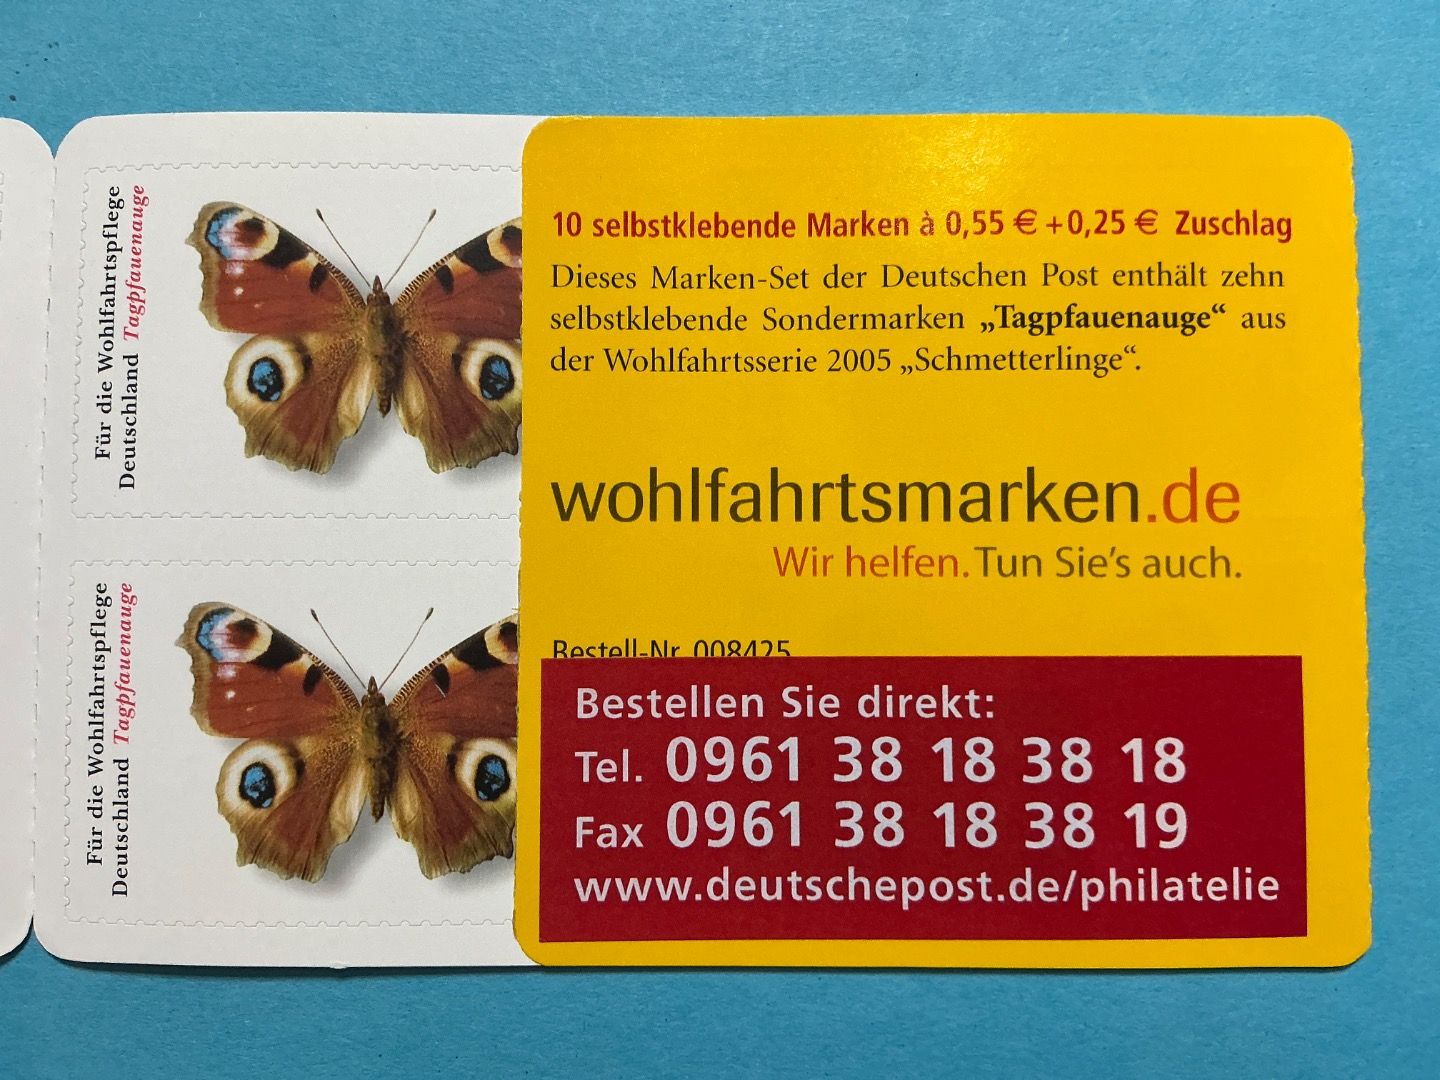 Für die Wohlfahrtspflege
Deutschland Tagpfauenauge
Für die Wohlfahrtspflege
Deutschland Tagpfauenauge
10 selbstklebende Marken à 0,55 € + 0,25 € Zuschlag
Dieses Marken-Set der Deutschen Post enthält zehn
selbstklebende Sondermarken „Tagpfauenauge“ aus
der Wohlfahrtsserie 2005 „Schmetterlinge“.
wohlfahrtsmarken.de
Wir helfen. Tun Sie's auch.
Bestell-Nr. 008425
Bestellen Sie direkt:
Tel. 0961 38 18 38 18
Fax 0961 38 18 38 19
www.deutschepost.de/philatelie